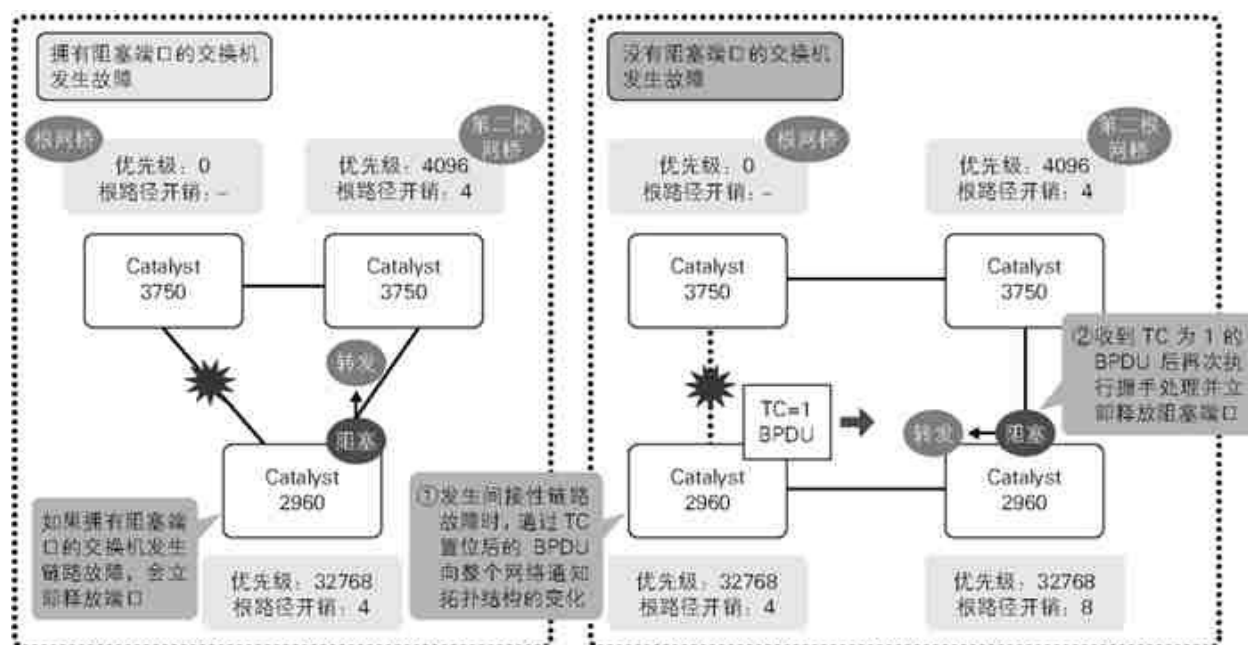 拥有阻塞端口的交换机
发生故障
根网桥
第二根
网桥
优先级：0
根路径开销：-
优先级：4096
根路径开销：4
Catalyst
3750
Catalyst
3750
转发
阻塞
Catalyst
2960
如果拥有阻塞端
口的交换机发生
链路故障，会立
即释放端口
优先级：32768
根路径开销：4
没有阻塞端口的交换机
发生故障
根网桥
第二根
网桥
优先级：0
根路径开销：-
优先级：4096
根路径开销：4
Catalyst
3750
Catalyst
3750
②收到 TC 为 1 的
BPDU 后再次执
行握手处理并立
即释放阻塞端口
TC=1
BPDU
转发
阻塞
Catalyst
2960
Catalyst
2960
①发生间接性链路
故障时，通过 TC
置位后的 BPDU
向整个网络通知
拓扑结构的变化
优先级：32768
根路径开销：4
优先级：32768
根路径开销：8